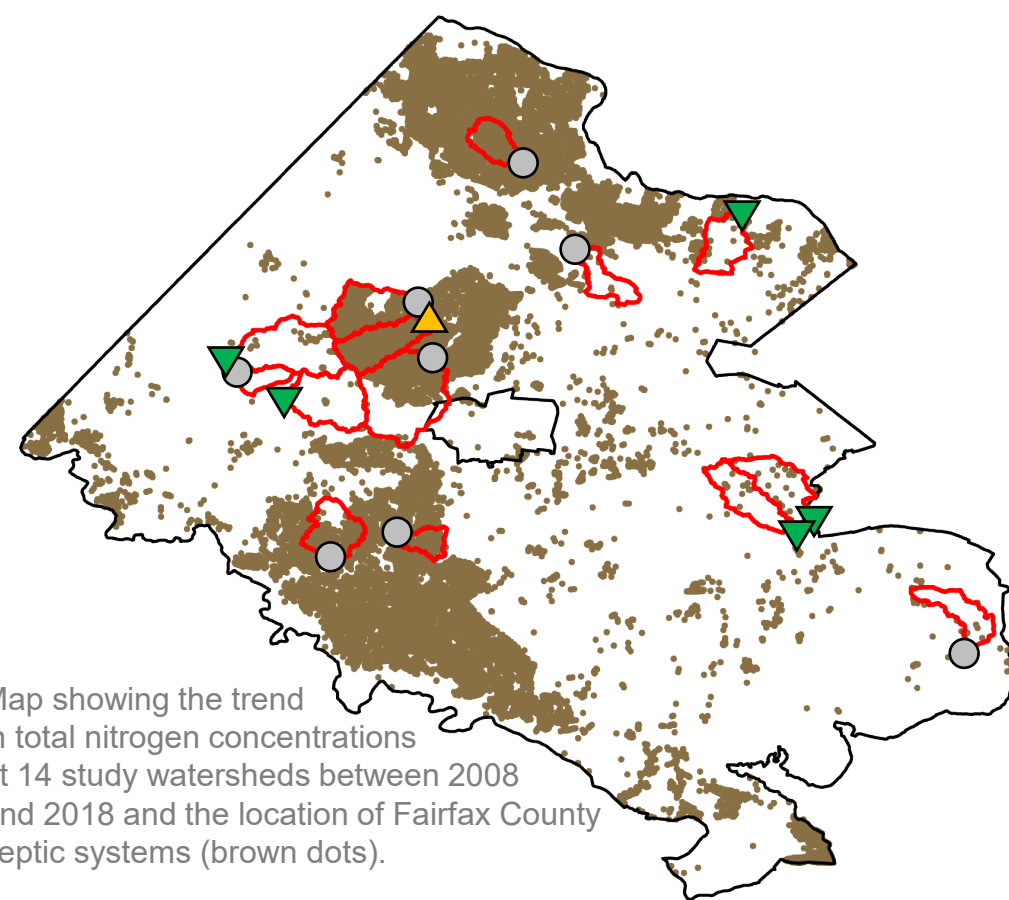 Map showing the trend
n total nitrogen concentrations
t 14 study watersheds between 2008
nd 2018 and the location of Fairfax County
eptic systems (brown dots).